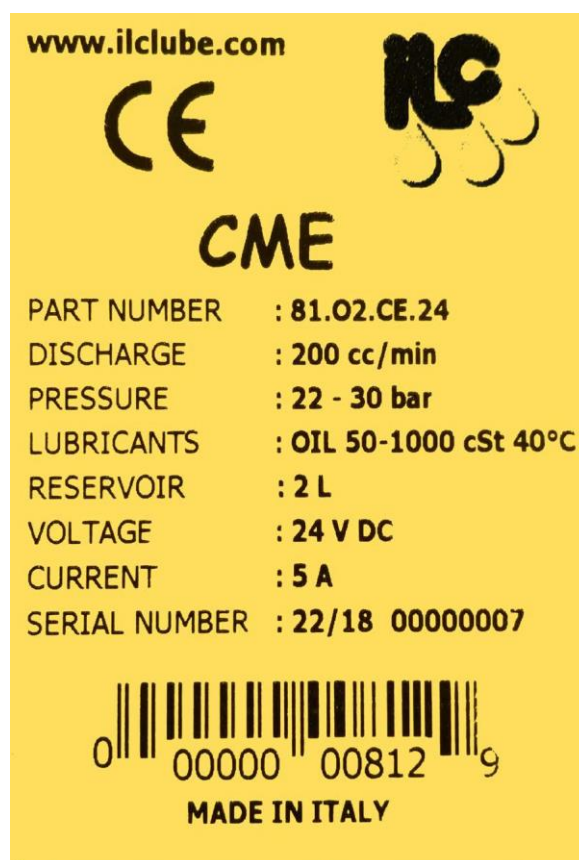 www.ilclube.com
CE
ilc
CME
PART NUMBER : 81.O2.CE.24
DISCHARGE : 200 cc/min
PRESSURE : 22 - 30 bar
LUBRICANTS : OIL 50-1000 cSt 40°C
RESERVOIR : 2 L
VOLTAGE : 24 V DC
CURRENT : 5 A
SERIAL NUMBER : 22/18 00000007
0 00000 00812 9
MADE IN ITALY